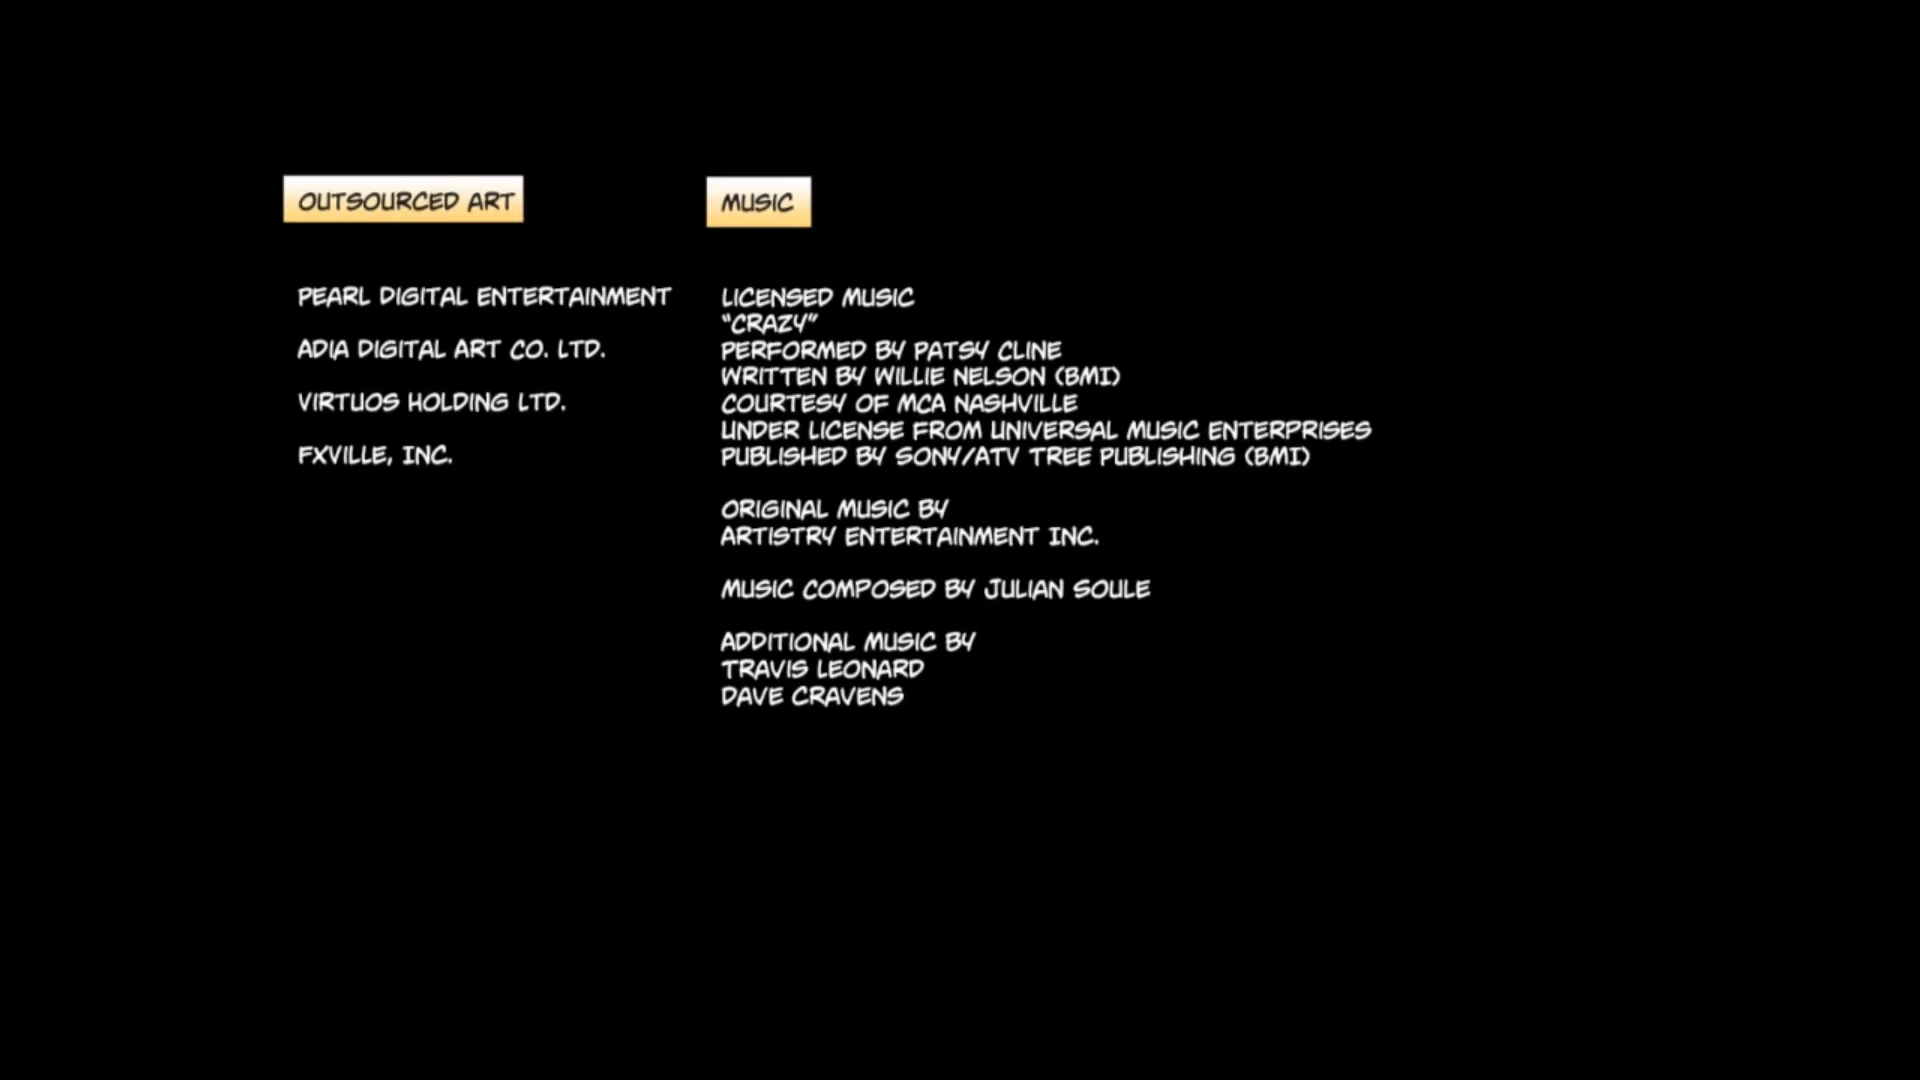 OUTSOURCED ART
PEARL DIGITAL ENTERTAINMENT
ADIA DIGITAL ART CO. LTD.
VIRTUOS HOLDING LTD.
FXVILLE, INC.
MUSIC
LICENSED MUSIC
"CRAZY"
PERFORMED BY PATSY CLINE
WRITTEN BY WILLIE NELSON (BMI)
COURTESY OF MCA NASHVILLE
UNDER LICENSE FROM UNIVERSAL MUSIC ENTERPRISES
PUBLISHED BY SONY/ATV TREE PUBLISHING (BMI)
ORIGINAL MUSIC BY
ARTISTRY ENTERTAINMENT INC.
MUSIC COMPOSED BY JULIAN SOULE
ADDITIONAL MUSIC BY
TRAVIS LEONARD
DAVE CRAVENS